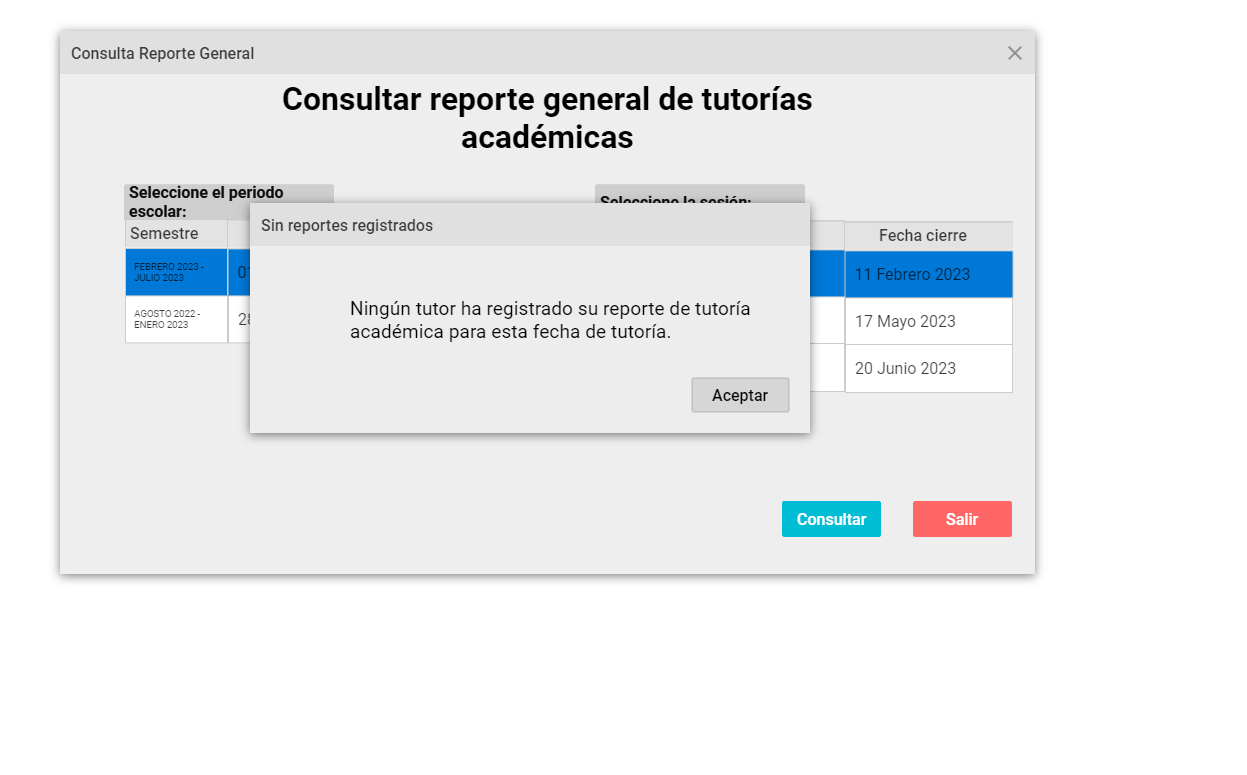 Consulta Reporte General
Consultar reporte general de tutorías
académicas
Seleccione el periodo
escolar:
Seleccione la sesión:
Sin reportes registrados
Semestre
Fecha cierre
FEBRERO 2023 -
JULIO 2023
11 Febrero 2023
AGOSTO 2022 -
ENERO 2023
28
17 Mayo 2023
20 Junio 2023
Ningún tutor ha registrado su reporte de tutoría
académica para esta fecha de tutoría.
Aceptar
Consultar
Salir